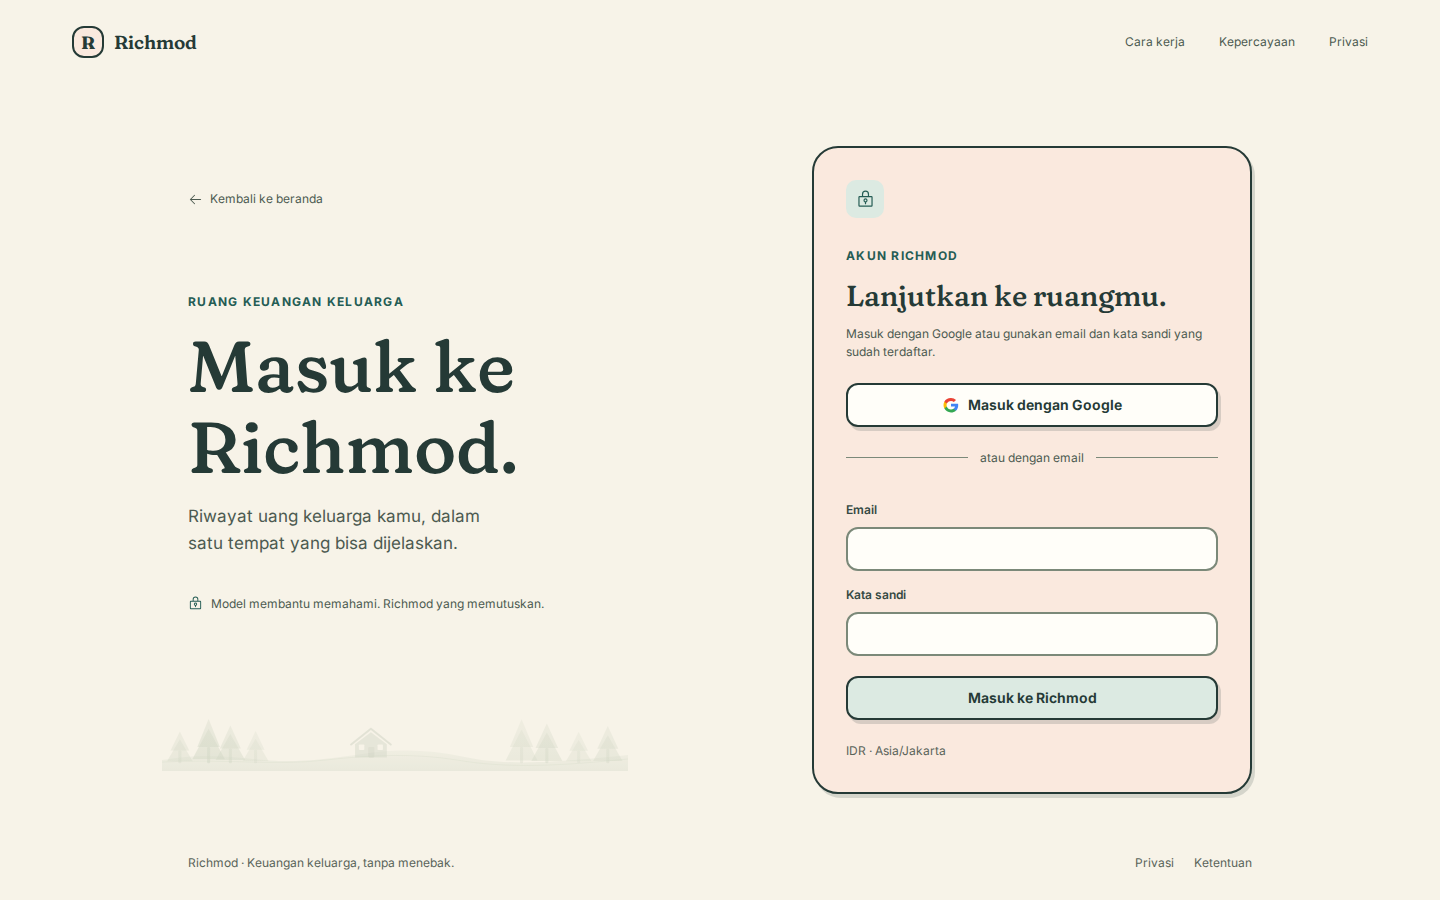 R Richmod
Cara kerja
Kepercayaan
Privasi
Kembali ke beranda
RUANG KEUANGAN KELUARGA
Masuk ke
Richmod.
Riwayat uang keluarga kamu, dalam
satu tempat yang bisa dijelaskan.
Model membantu memahami. Richmod yang memutuskan.
AKUN RICHMOD
Lanjutkan ke ruangmu.
Masuk dengan Google atau gunakan email dan kata sandi yang
sudah terdaftar.
Masuk dengan Google
atau dengan email
Email
Kata sandi
Masuk ke Richmod
IDR · Asia/Jakarta
Richmod · Keuangan keluarga, tanpa menebak.
Privasi
Ketentuan